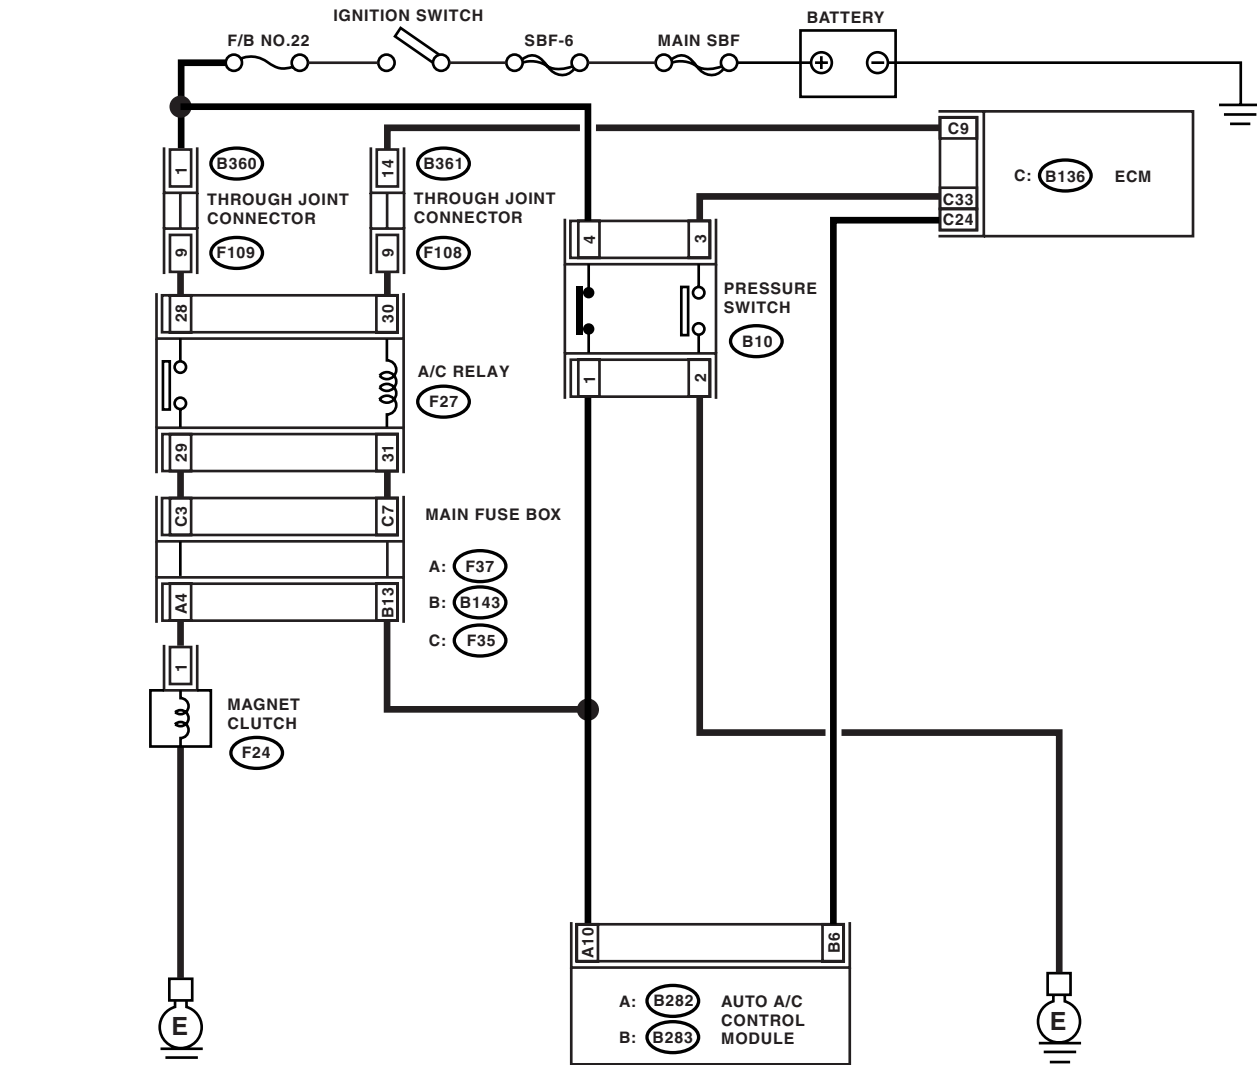 IGNITION SWITCH
BATTERY
F/B NO.22
SBF-6
MAIN SBF
+
−
C9
C33
C24
C: B136 ECM
1
B360
THROUGH JOINT
CONNECTOR
9
F109
14
B361
THROUGH JOINT
CONNECTOR
9
F108
4
3
PRESSURE
SWITCH
B10
1
2
28
30
A/C RELAY
F27
29
31
C3
C7
MAIN FUSE BOX
A: F37
B: B143
C: F35
A4
B13
1
MAGNET
CLUTCH
F24
A10
B6
A: B282
B: B283
AUTO A/C
CONTROL
MODULE
E
E